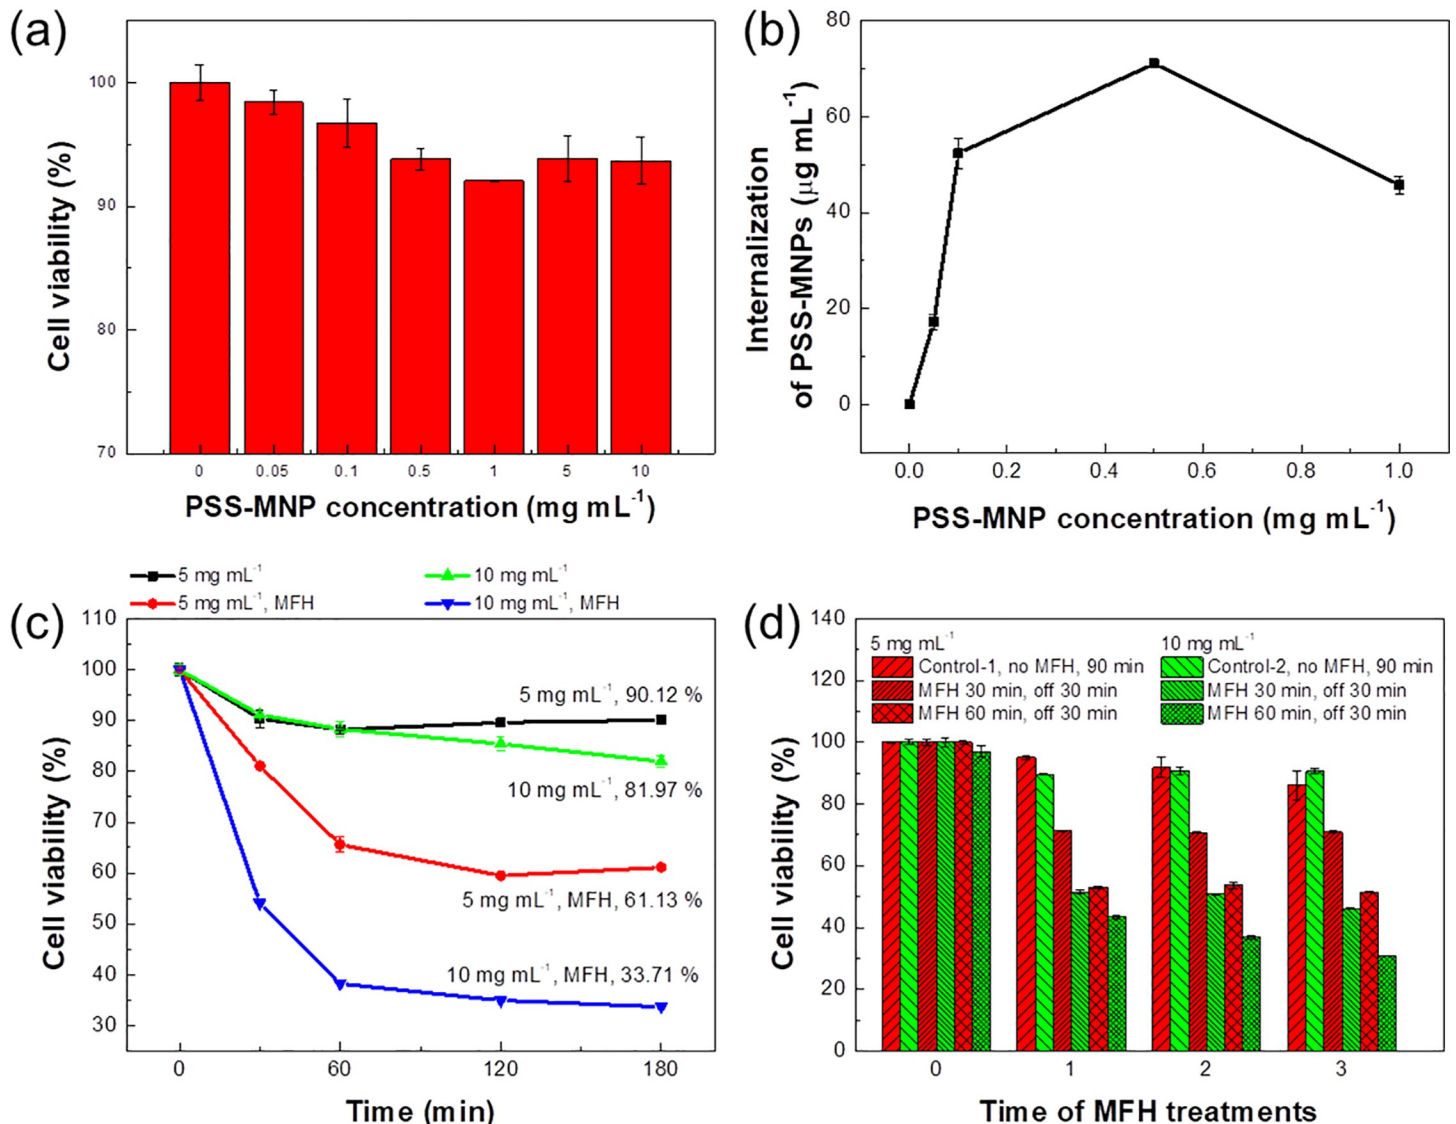 (a)
Cell viability (%)
100
90
80
70
0 0.05 0.1 0.5 1 5 10
PSS-MNP concentration (mg mL⁻¹)
(b)
Internalization
of PSS-MNPs (μg mL⁻¹)
80
60
40
20
0
0.0 0.2 0.4 0.6 0.8 1.0
PSS-MNP concentration (mg mL⁻¹)
(c)
5 mg mL⁻¹
10 mg mL⁻¹
5 mg mL⁻¹, MFH
10 mg mL⁻¹, MFH
Cell viability (%)
110
100
90
80
70
60
50
40
30
5 mg mL⁻¹, 90.12 %
10 mg mL⁻¹, 81.97 %
5 mg mL⁻¹, MFH, 61.13 %
10 mg mL⁻¹, MFH, 33.71 %
0 60 120 180
Time (min)
(d)
Cell viability (%)
140
120
100
80
60
40
20
0
5 mg mL⁻¹
Control-1, no MFH, 90 min
MFH 30 min, off 30 min
MFH 60 min, off 30 min
10 mg mL⁻¹
Control-2, no MFH, 90 min
MFH 30 min, off 30 min
MFH 60 min, off 30 min
0 1 2 3
Time of MFH treatments